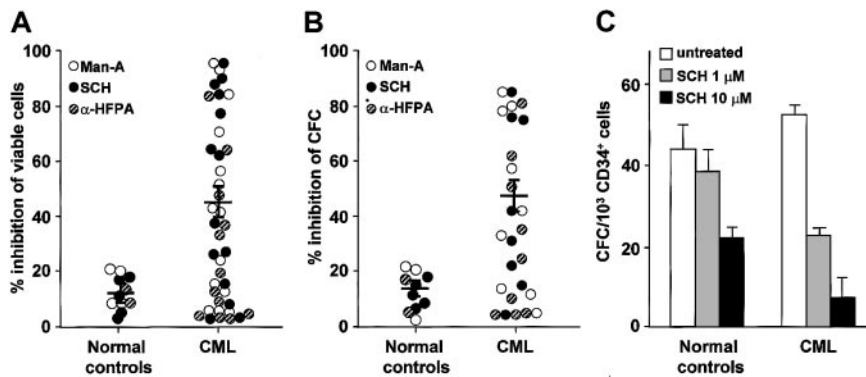 A
% inhibition of viable cells
100
80
60
40
20
0
Man-A
SCH
α-HFPA
Normal
controls
CML
B
% inhibition of CFC
100
80
60
40
20
0
Man-A
SCH
α-HFPA
Normal
controls
CML
C
CFC/10³ CD34⁺ cells
60
40
20
0
untreated
SCH 1 μM
SCH 10 μM
Normal
controls
CML